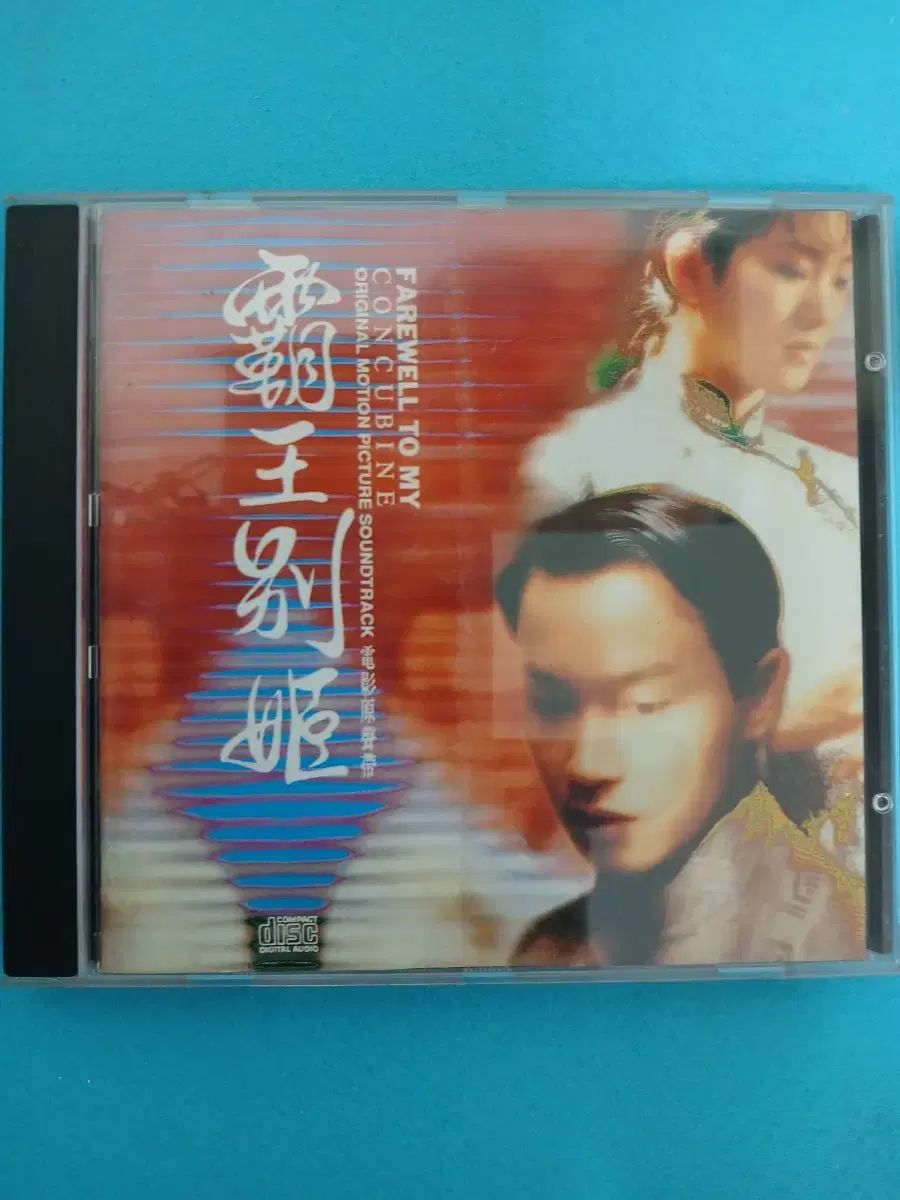 霸王别姬
FAREWELL TO MY
CONCUBINE
ORIGINAL MOTION PICTURE SOUNDTRACK 電影原聲帶
COMPACT
disc
DIGITAL AUDIO